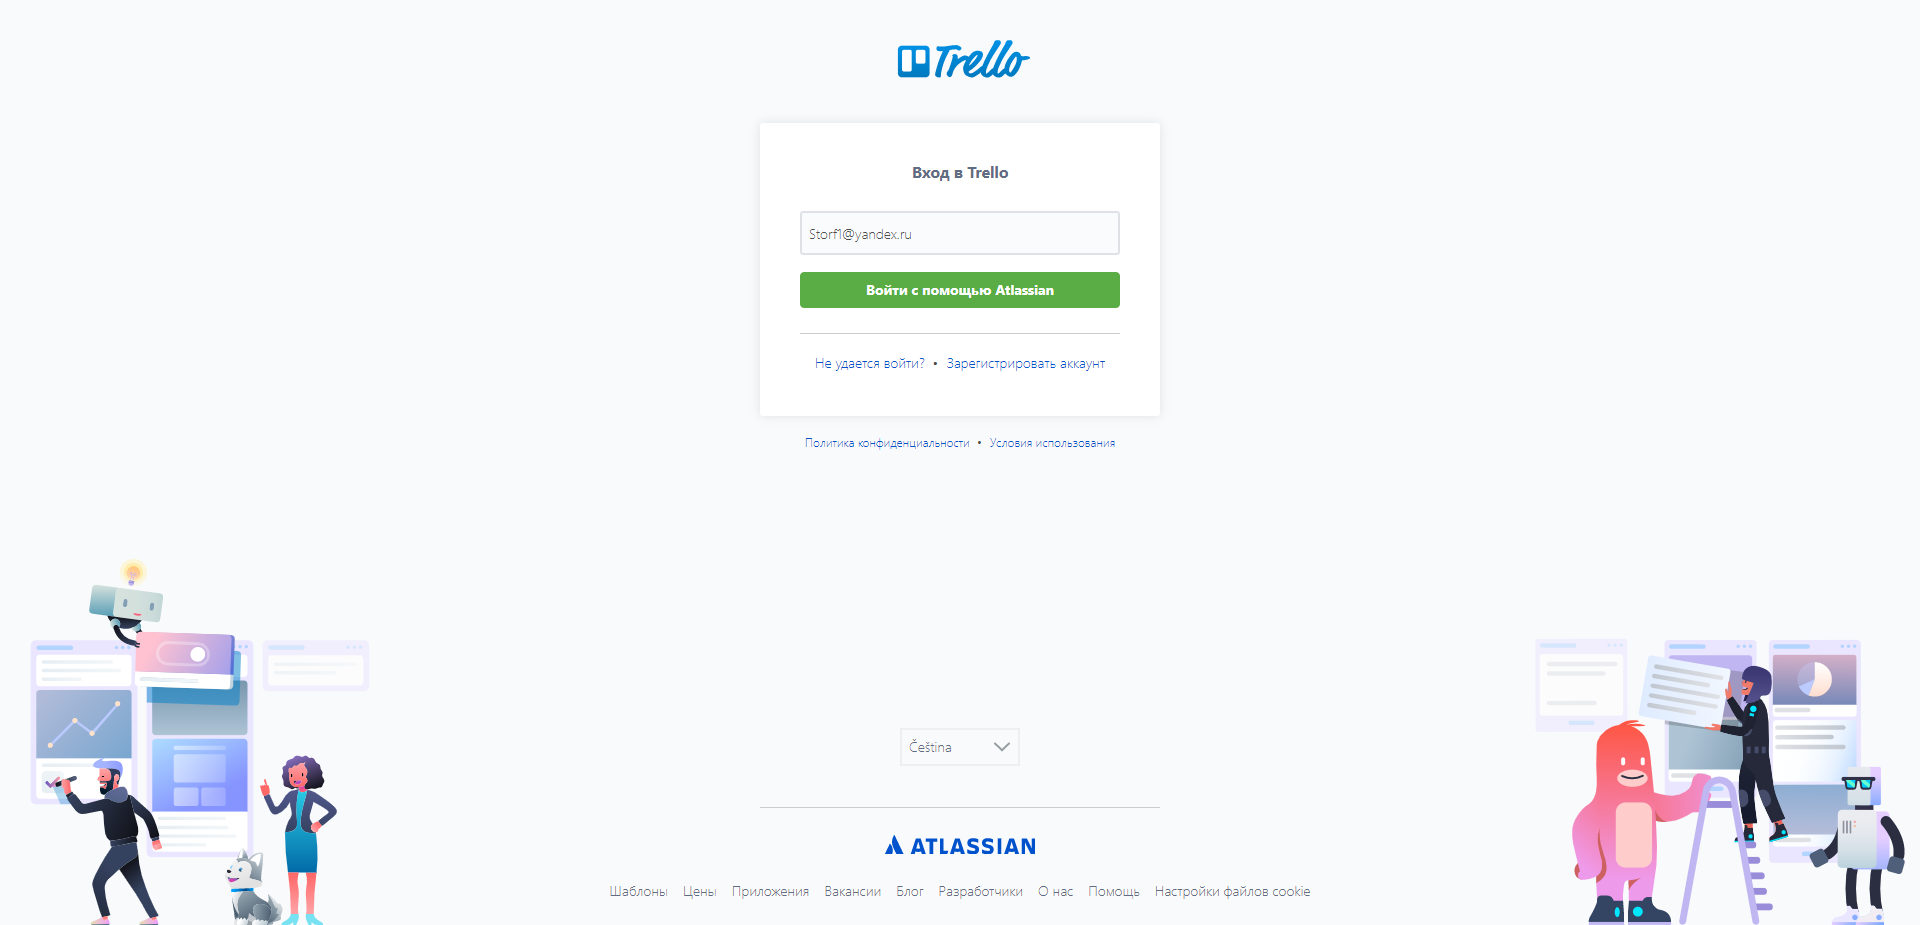 Trello
Вход в Trello
Storf1@yandex.ru
Войти с помощью Atlassian
Не удается войти? • Зарегистрировать аккаунт
Политика конфиденциальности • Условия использования
Čeština
ATLASSIAN
Шаблоны Цены Приложения Вакансии Блог Разработчики О нас Помощь Настройки файлов cookie